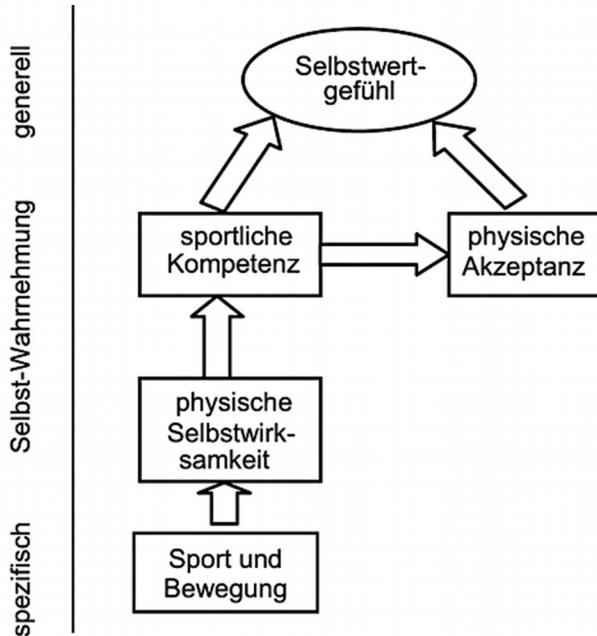 generell
Selbst-Wahrnehmung
spezifisch
Selbstwert-
gefühl
sportliche
Kompetenz
physische
Akzeptanz
physische
Selbstwirk-
samkeit
Sport und
Bewegung